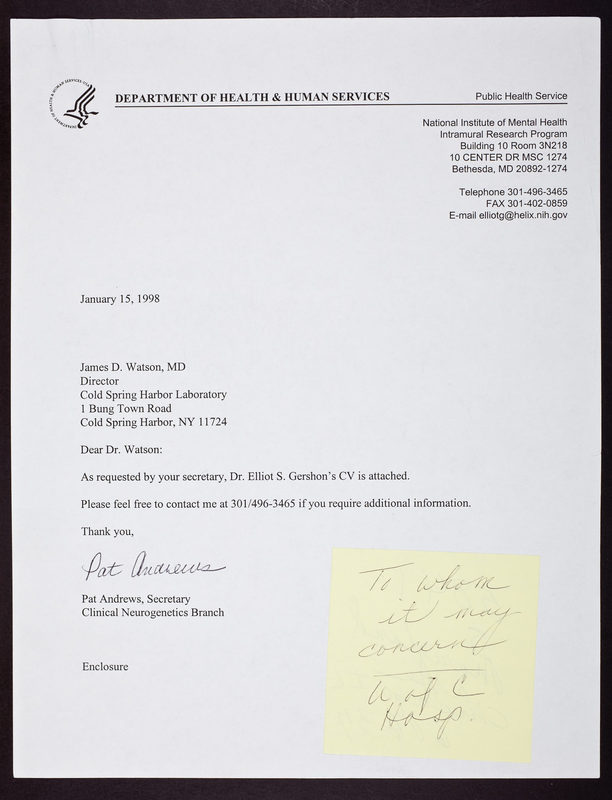 DEPARTMENT OF HEALTH & HUMAN SERVICES
Public Health Service
National Institute of Mental Health
Intramural Research Program
Building 10 Room 3N218
10 CENTER DR MSC 1274
Bethesda, MD 20892-1274
Telephone 301-496-3465
FAX 301-402-0859
E-mail elliotg@helix.nih.gov
January 15, 1998
James D. Watson, MD
Director
Cold Spring Harbor Laboratory
1 Bung Town Road
Cold Spring Harbor, NY 11724
Dear Dr. Watson:
As requested by your secretary, Dr. Elliot S. Gershon's CV is attached.
Please feel free to contact me at 301/496-3465 if you require additional information.
Thank you,
Pat Andrews
Pat Andrews, Secretary
Clinical Neurogenetics Branch
Enclosure
To whom
it may
concern
U of C
Hosp.